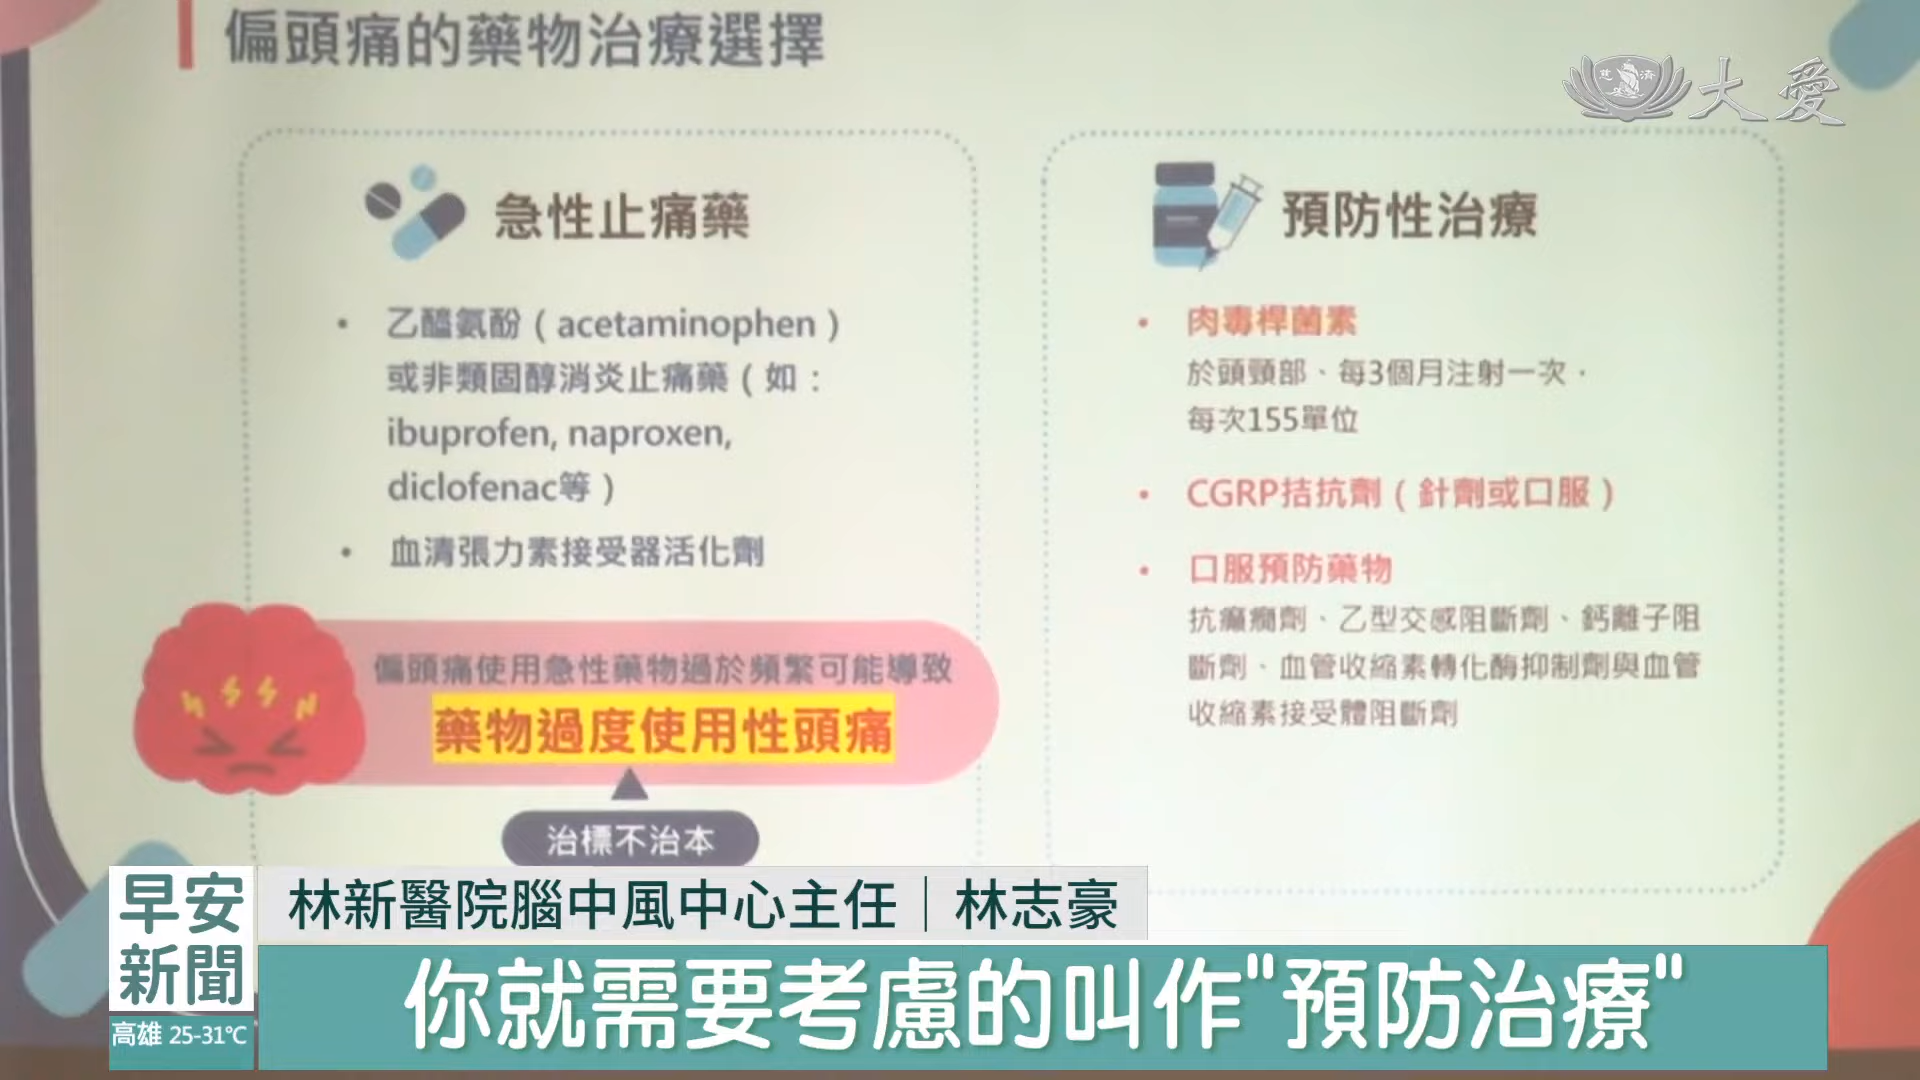 偏頭痛的藥物治療選擇
慈濟
大愛
急性止痛藥
• 乙醯氨酚（acetaminophen）
或非類固醇消炎止痛藥（如：
ibuprofen, naproxen,
diclofenac等）
• 血清張力素接受器活化劑
偏頭痛使用急性藥物過於頻繁可能導致
藥物過度使用性頭痛
治標不治本
預防性治療
• 肉毒桿菌素
於頭頸部、每3個月注射一次，
每次155單位
• CGRP拮抗劑（針劑或口服）
• 口服預防藥物
抗癲癇劑、乙型交感阻斷劑、鈣離子阻
斷劑、血管收縮素轉化酶抑制劑與血管
收縮素接受體阻斷劑
早安
新聞
高雄 25-31℃
林新醫院腦中風中心主任｜林志豪
你就需要考慮的叫作"預防治療"